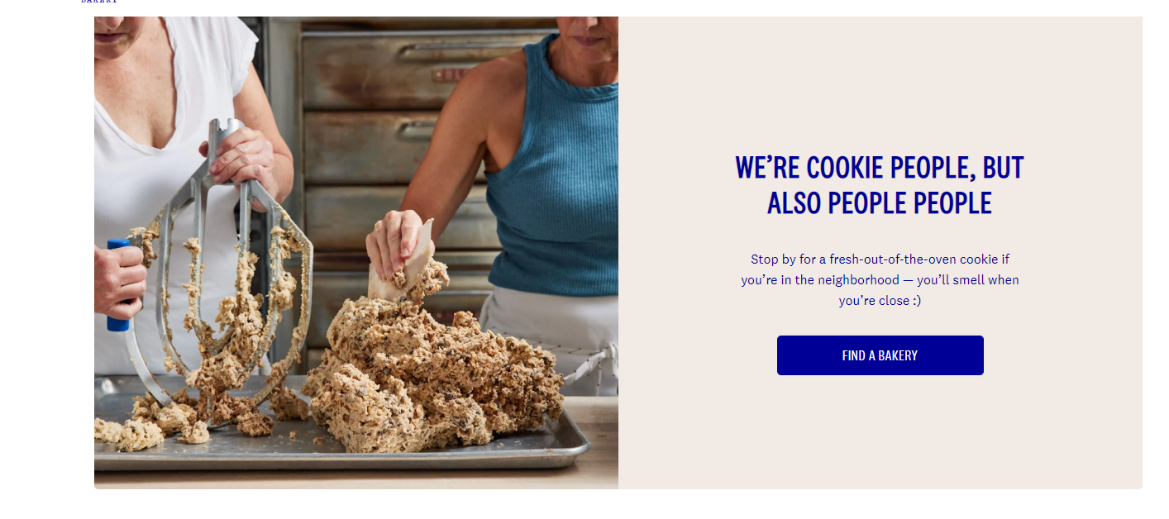 BAKERY
WE'RE COOKIE PEOPLE, BUT
ALSO PEOPLE PEOPLE
Stop by for a fresh-out-of-the-oven cookie if
you're in the neighborhood — you'll smell when
you're close :)
FIND A BAKERY